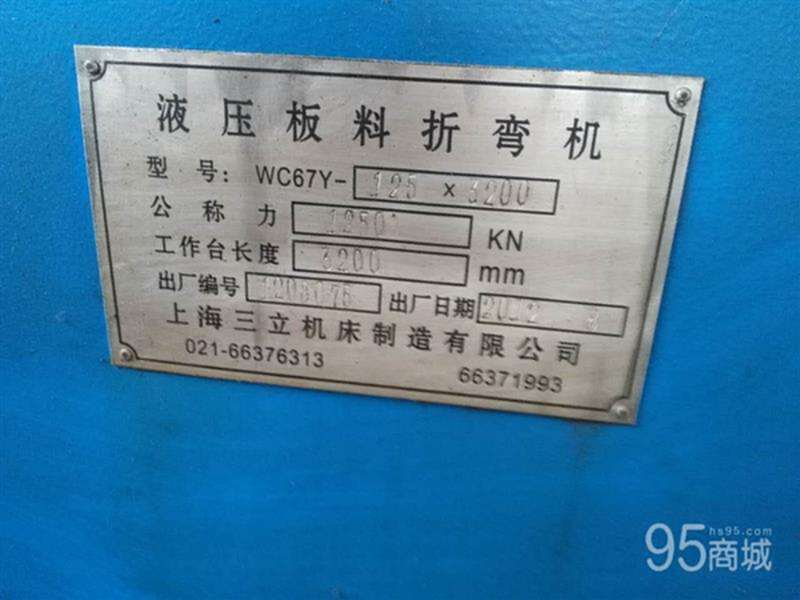 液压板料折弯机
型号: WC67Y-125×3200
公称力 KN
工作台长度 3200 mm
出厂编号 出厂日期
上海三立机床制造有限公司
021-66376313 66371993
hs95.com
95商城